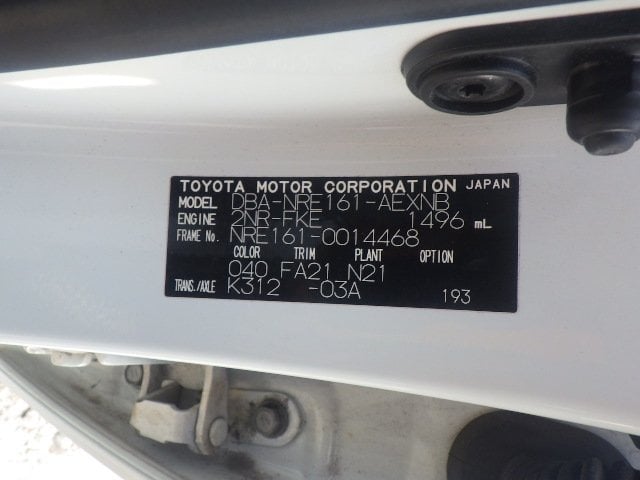 TOYOTA MOTOR CORPORATION JAPAN
MODEL DBA-NRE161-AEXNB
ENGINE 2NR-FKE 1496 mL
FRAME No. NRE161-0014468
COLOR TRIM PLANT OPTION
040 FA21 N21
TRANS./AXLE K312 -03A 193